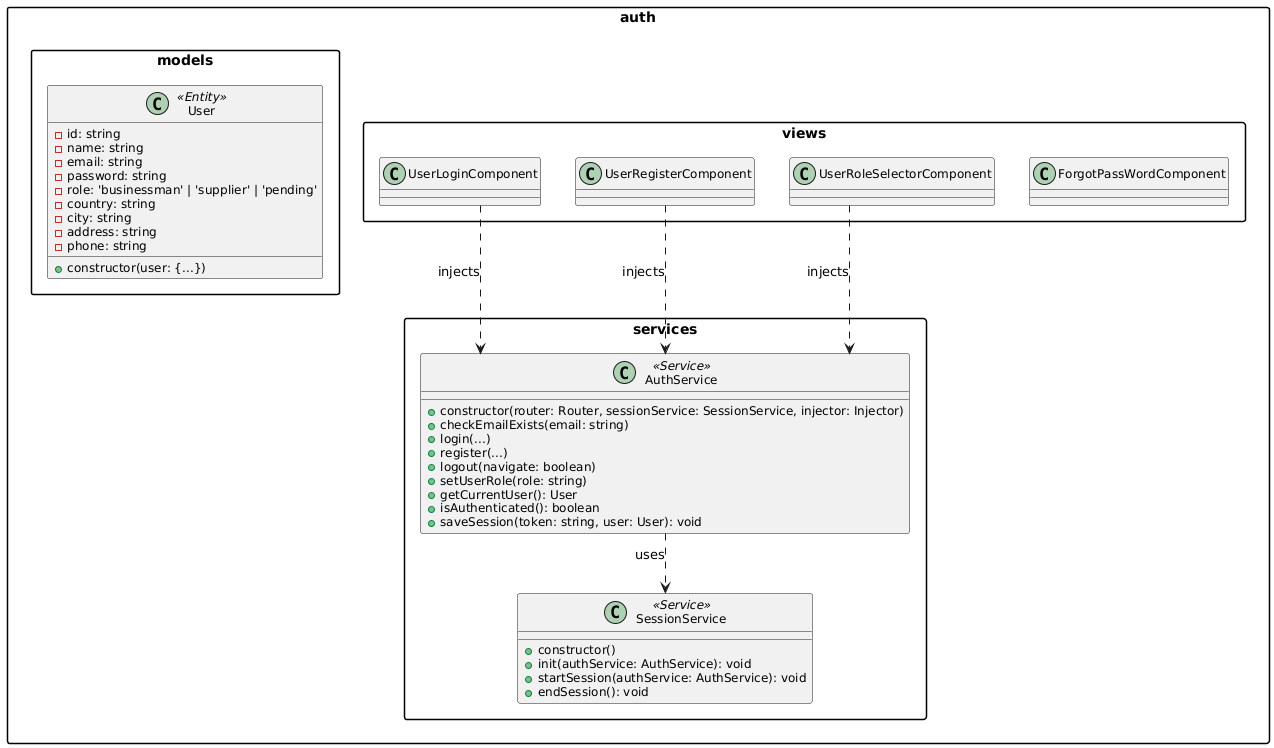 auth
models
C
«Entity»
User
id: string
name: string
email: string
password: string
role: 'businessman' | 'supplier' | 'pending'
country: string
city: string
address: string
phone: string
constructor(user: {...})
views
C UserLoginComponent
C UserRegisterComponent
C UserRoleSelectorComponent
C ForgotPassWordComponent
injects
injects
injects
services
C
«Service»
AuthService
constructor(router: Router, sessionService: SessionService, injector: Injector)
checkEmailExists(email: string)
login(...)
register(...)
logout(navigate: boolean)
setUserRole(role: string)
getCurrentUser(): User
isAuthenticated(): boolean
saveSession(token: string, user: User): void
uses
C
«Service»
SessionService
constructor()
init(authService: AuthService): void
startSession(authService: AuthService): void
endSession(): void